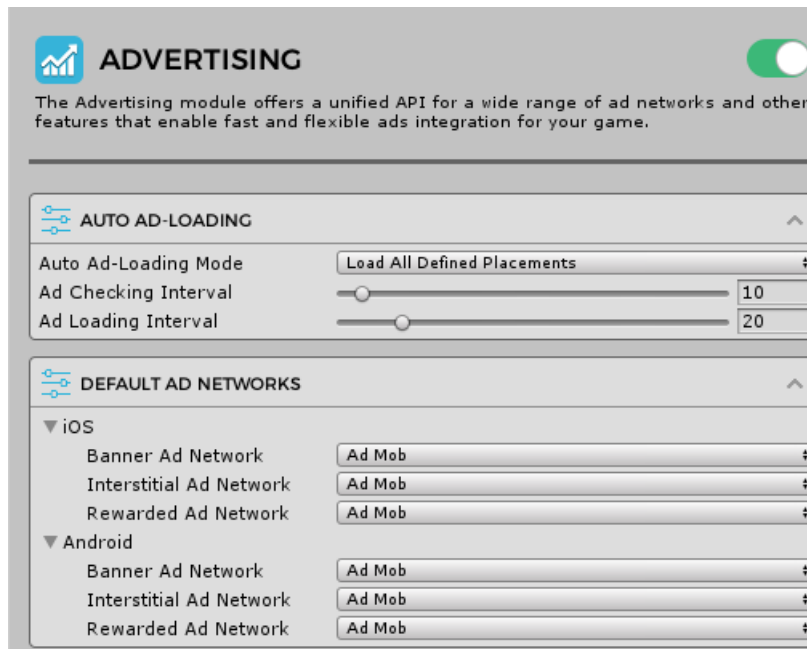 ADVERTISING
The Advertising module offers a unified API for a wide range of ad networks and other
features that enable fast and flexible ads integration for your game.
AUTO AD-LOADING
Auto Ad-Loading Mode Load All Defined Placements
Ad Checking Interval 10
Ad Loading Interval 20
DEFAULT AD NETWORKS
iOS
Banner Ad Network Ad Mob
Interstitial Ad Network Ad Mob
Rewarded Ad Network Ad Mob
Android
Banner Ad Network Ad Mob
Interstitial Ad Network Ad Mob
Rewarded Ad Network Ad Mob